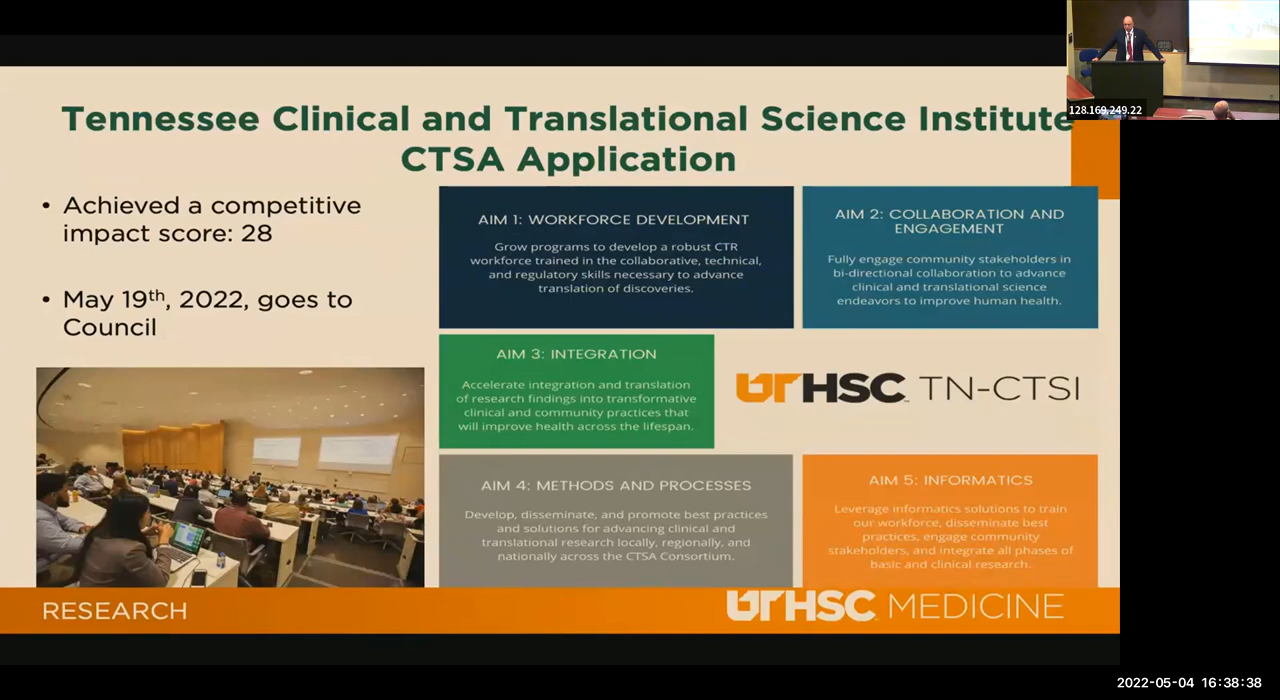 128.169.249.22
Tennessee Clinical and Translational Science Institute
CTSA Application
• Achieved a competitive
impact score: 28
• May 19th, 2022, goes to
Council
AIM 1: WORKFORCE DEVELOPMENT
Grow programs to develop a robust CTR
workforce trained in the collaborative, technical,
and regulatory skills necessary to advance
translation of discoveries.
AIM 2: COLLABORATION AND
ENGAGEMENT
Fully engage community stakeholders in
bi-directional collaboration to advance
clinical and translational science
endeavors to improve human health.
AIM 3: INTEGRATION
Accelerate integration and translation
of research findings into transformative
clinical and community practices that
will improve health across the lifespan.
UTHSC TN-CTSI
AIM 4: METHODS AND PROCESSES
Develop, disseminate, and promote best practices
and solutions for advancing clinical and
translational research locally, regionally, and
nationally across the CTSA Consortium.
AIM 5: INFORMATICS
Leverage informatics solutions to train
our workforce, disseminate best
practices, engage community
stakeholders, and integrate all phases of
basic and clinical research.
RESEARCH
UTHSC MEDICINE
2022-05-04 16:38:38